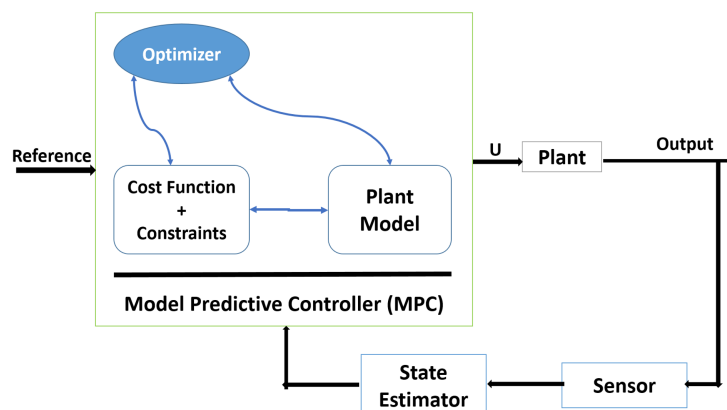 Optimizer
Reference
Cost Function
+
Constraints
Plant
Model
Model Predictive Controller (MPC)
U
Plant
Output
State
Estimator
Sensor